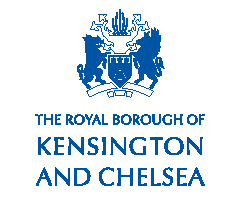 THE ROYAL BOROUGH OF
KENSINGTON
AND CHELSEA